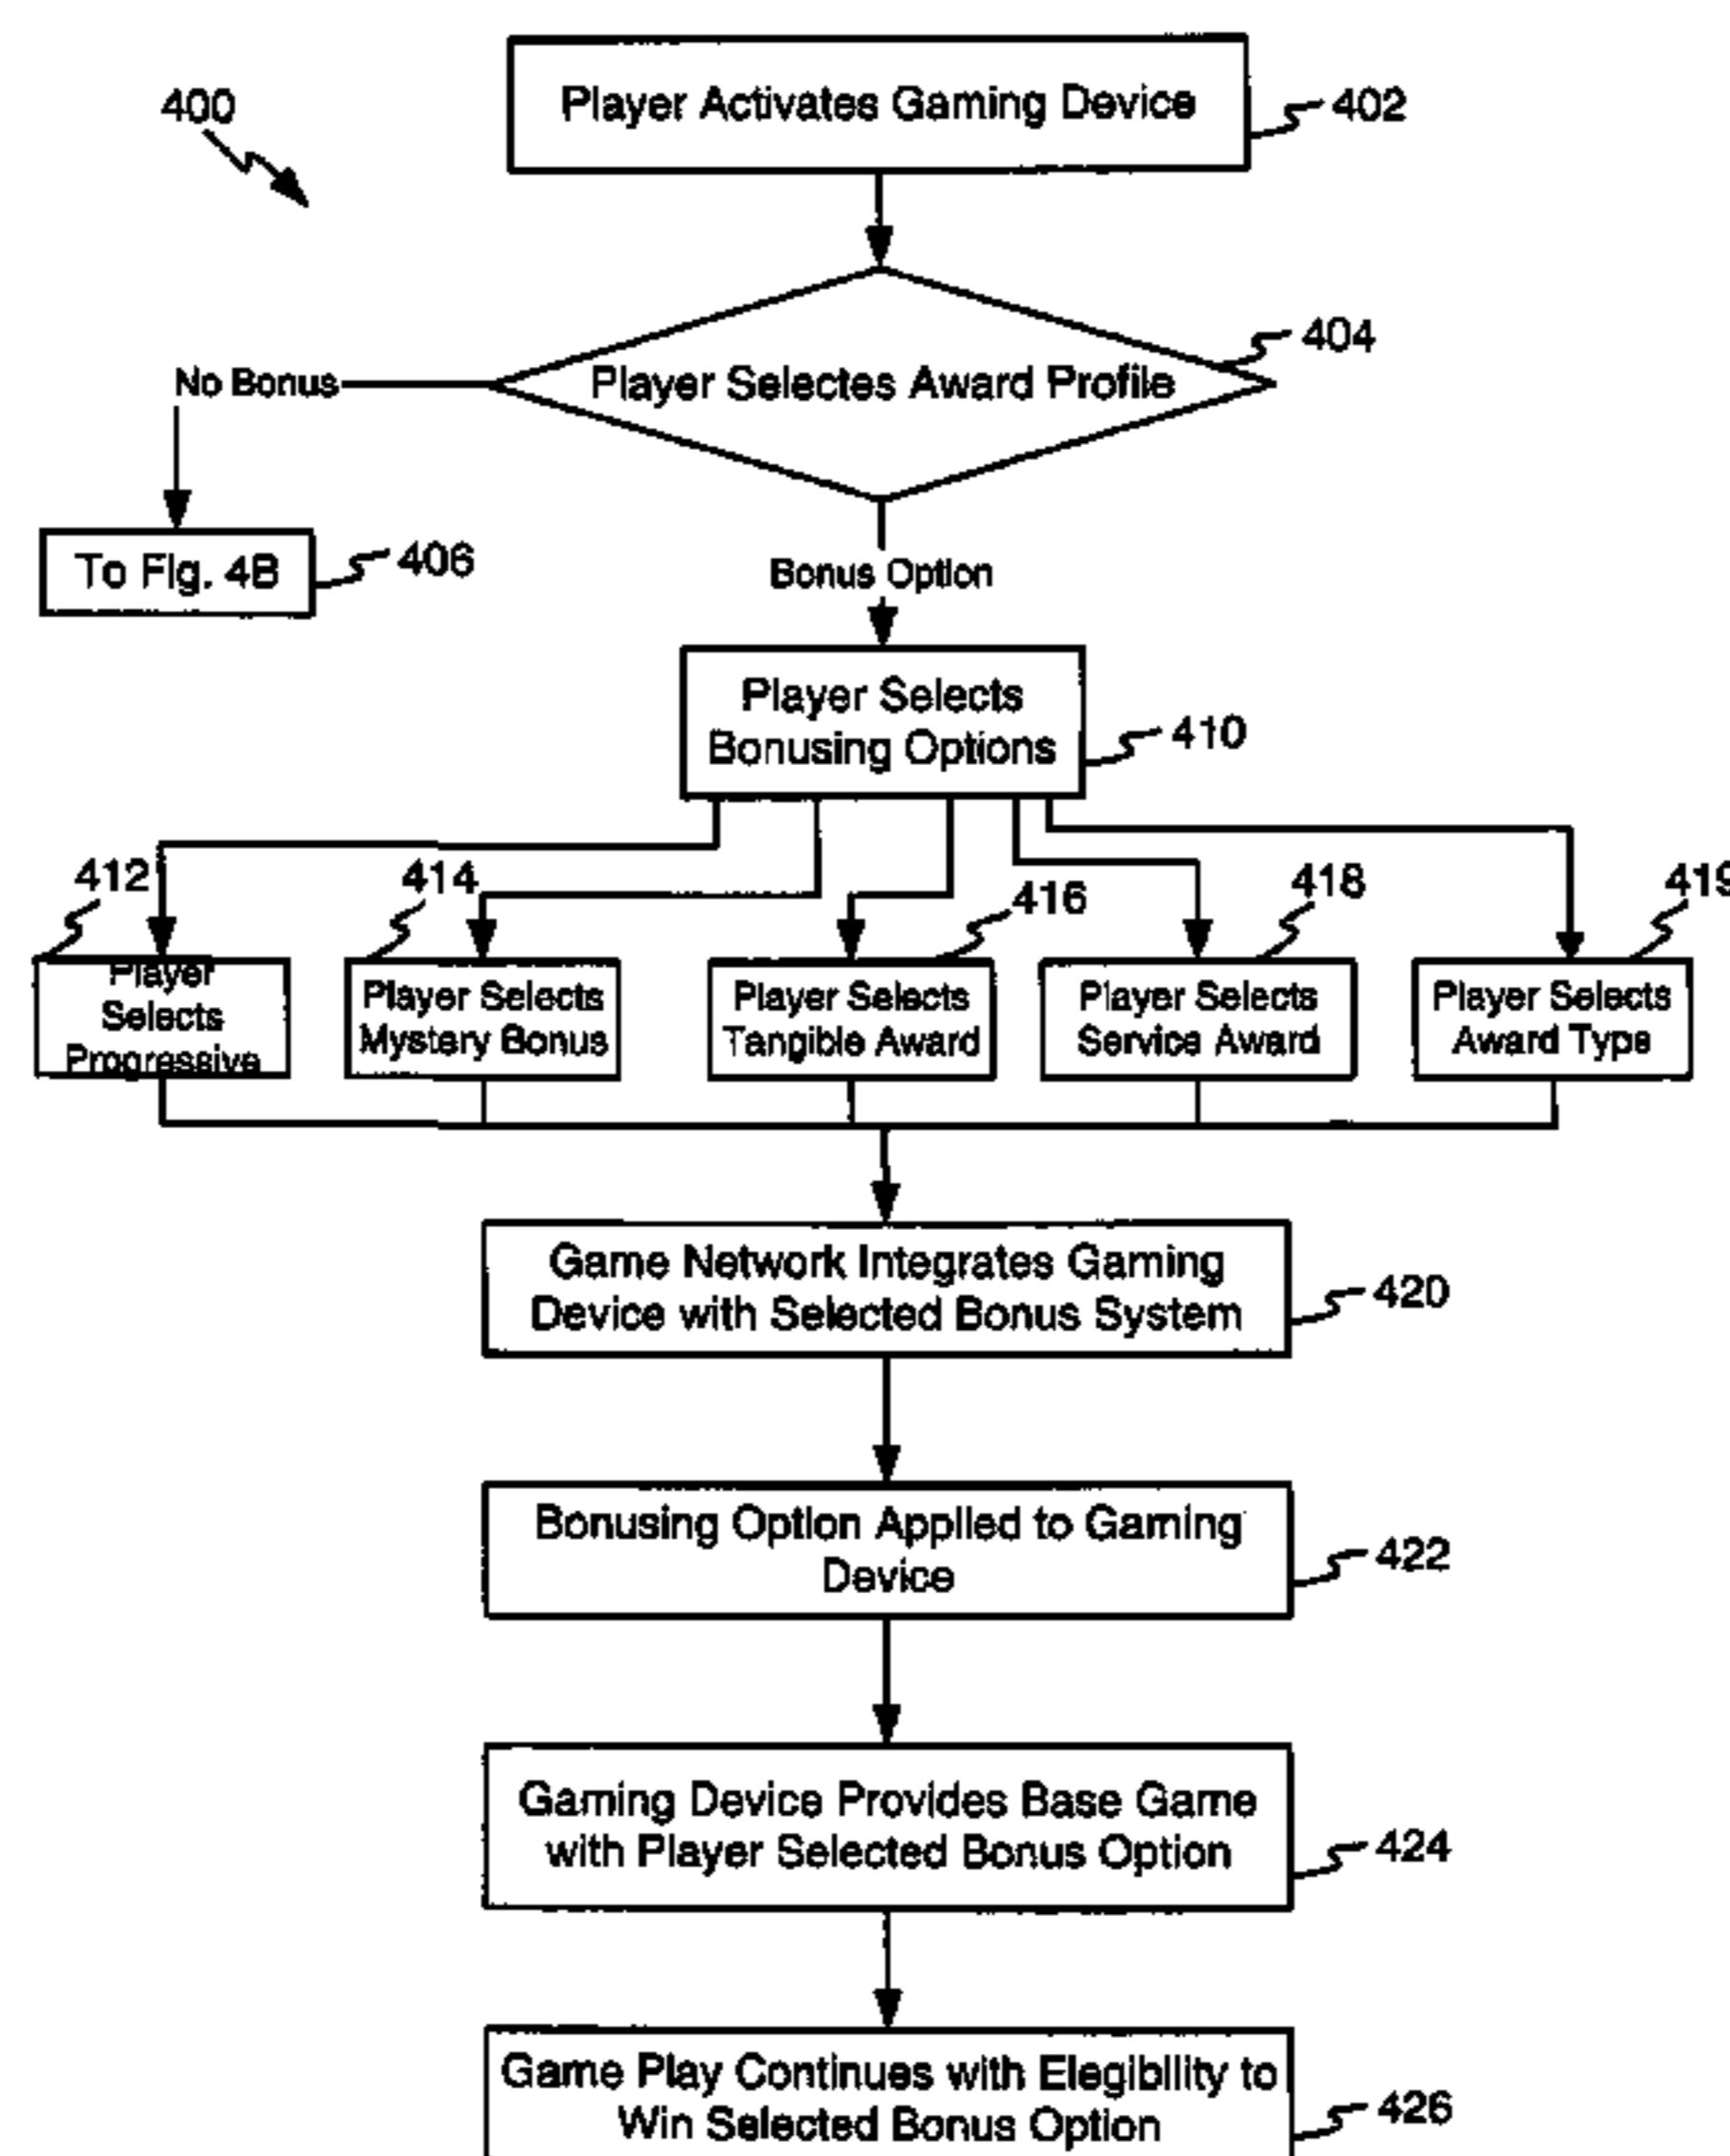 400
Player Activates Gaming Device
402
404
Player Selectes Award Profile
No Bonus
To Fig. 4B
406
Bonus Option
Player Selects
Bonusing Options
410
412
414
416
418
419
Player
Selects
Progressive
Player Selects
Mystery Bonus
Player Selects
Tangible Award
Player Selects
Service Award
Player Selects
Award Type
Game Network Integrates Gaming
Device with Selected Bonus System
420
Bonusing Option Applied to Gaming
Device
422
Gaming Device Provides Base Game
with Player Selected Bonus Option
424
Game Play Continues with Elegibility to
Win Selected Bonus Option
426